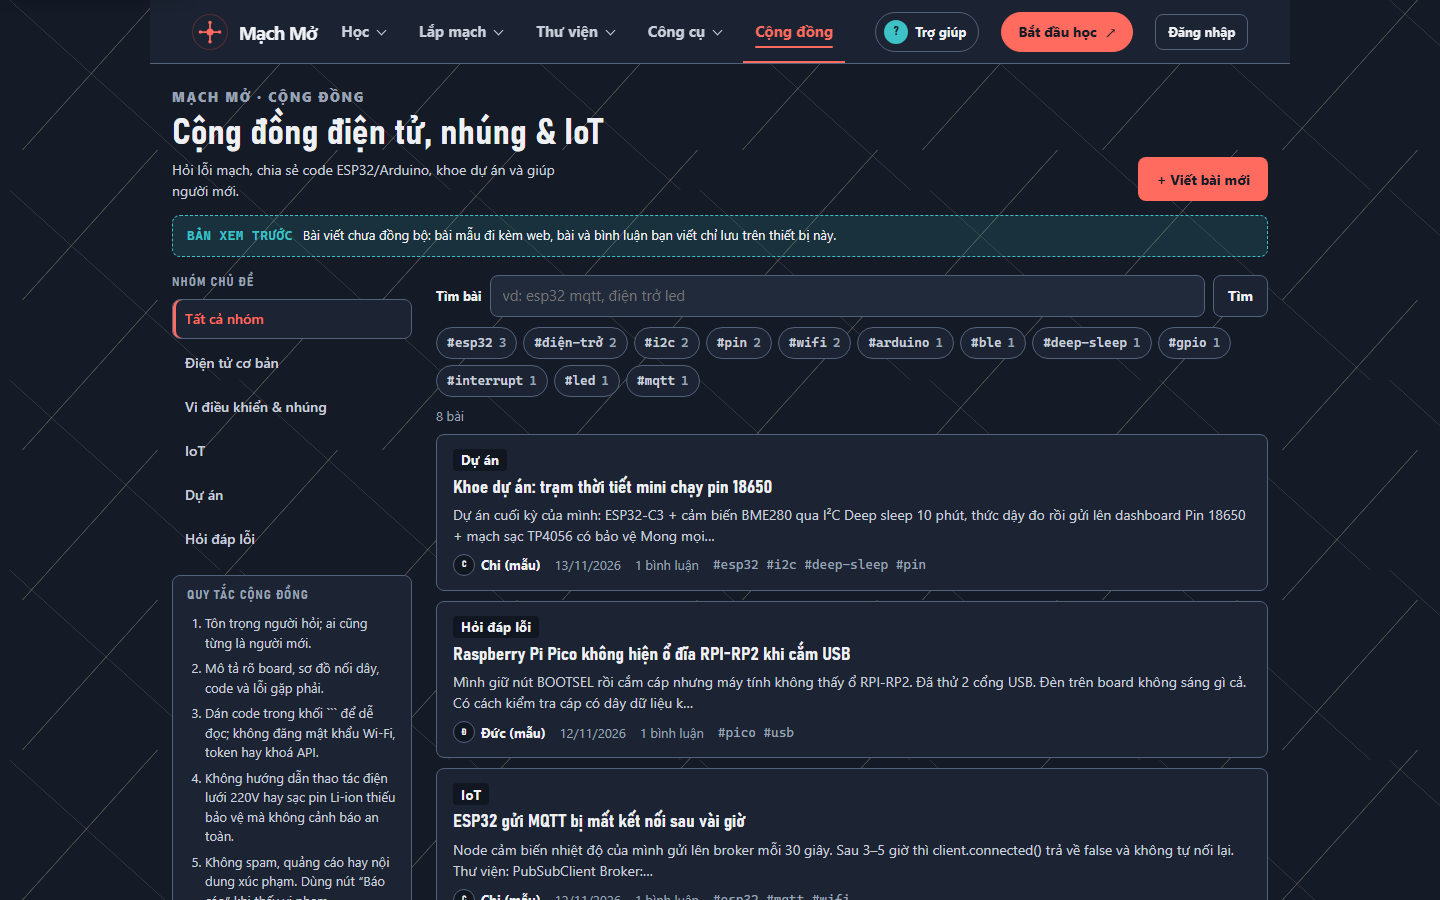 Mạch Mở
Học
Lắp mạch
Thư viện
Công cụ
Cộng đồng
? Trợ giúp
Bắt đầu học ↗
Đăng nhập
MẠCH MỞ · CỘNG ĐỒNG
Cộng đồng điện tử, nhúng & IoT
Hỏi lỗi mạch, chia sẻ code ESP32/Arduino, khoe dự án và giúp
người mới.
+ Viết bài mới
BẢN XEM TRƯỚC Bài viết chưa đồng bộ: bài mẫu đi kèm web, bài và bình luận bạn viết chỉ lưu trên thiết bị này.
NHÓM CHỦ ĐỀ
Tất cả nhóm
Điện tử cơ bản
Vi điều khiển & nhúng
IoT
Dự án
Hỏi đáp lỗi
QUY TẮC CỘNG ĐỒNG
1. Tôn trọng người hỏi; ai cũng
từng là người mới.
2. Mô tả rõ board, sơ đồ nối dây,
code và lỗi gặp phải.
3. Dán code trong khối ``` để dễ
đọc; không đăng mật khẩu Wi-Fi,
token hay khoá API.
4. Không hướng dẫn thao tác điện
lưới 220V hay sạc pin Li-ion thiếu
bảo vệ mà không cảnh báo an
toàn.
5. Không spam, quảng cáo hay nội
dung xúc phạm. Dùng nút "Báo
Tìm bài
vd: esp32 mqtt, điện trở led
Tìm
#esp32 3
#điện-trở 2
#i2c 2
#pin 2
#wifi 2
#arduino 1
#ble 1
#deep-sleep 1
#gpio 1
#interrupt 1
#led 1
#mqtt 1
8 bài
Dự án
Khoe dự án: trạm thời tiết mini chạy pin 18650
Dự án cuối kỳ của mình: ESP32-C3 + cảm biến BME280 qua I²C Deep sleep 10 phút, thức dậy đo rồi gửi lên dashboard Pin 18650
+ mạch sạc TP4056 có bảo vệ Mong mọi...
C Chi (mẫu) 13/11/2026 1 bình luận #esp32 #i2c #deep-sleep #pin
Hỏi đáp lỗi
Raspberry Pi Pico không hiện ổ đĩa RPI-RP2 khi cắm USB
Mình giữ nút BOOTSEL rồi cắm cáp nhưng máy tính không thấy ổ RPI-RP2. Đã thử 2 cổng USB. Đèn trên board không sáng gì cả.
Có cách kiểm tra cáp có dây dữ liệu k...
Đ Đức (mẫu) 12/11/2026 1 bình luận #pico #usb
IoT
ESP32 gửi MQTT bị mất kết nối sau vài giờ
Node cảm biến nhiệt độ của mình gửi lên broker mỗi 30 giây. Sau 3–5 giờ thì client.connected() trả về false và không tự nối lại.
Thư viện: PubSubClient Broker:...
C Chi (mẫu) 12/11/2026 1 bình luận #esp32 #mqtt #wifi